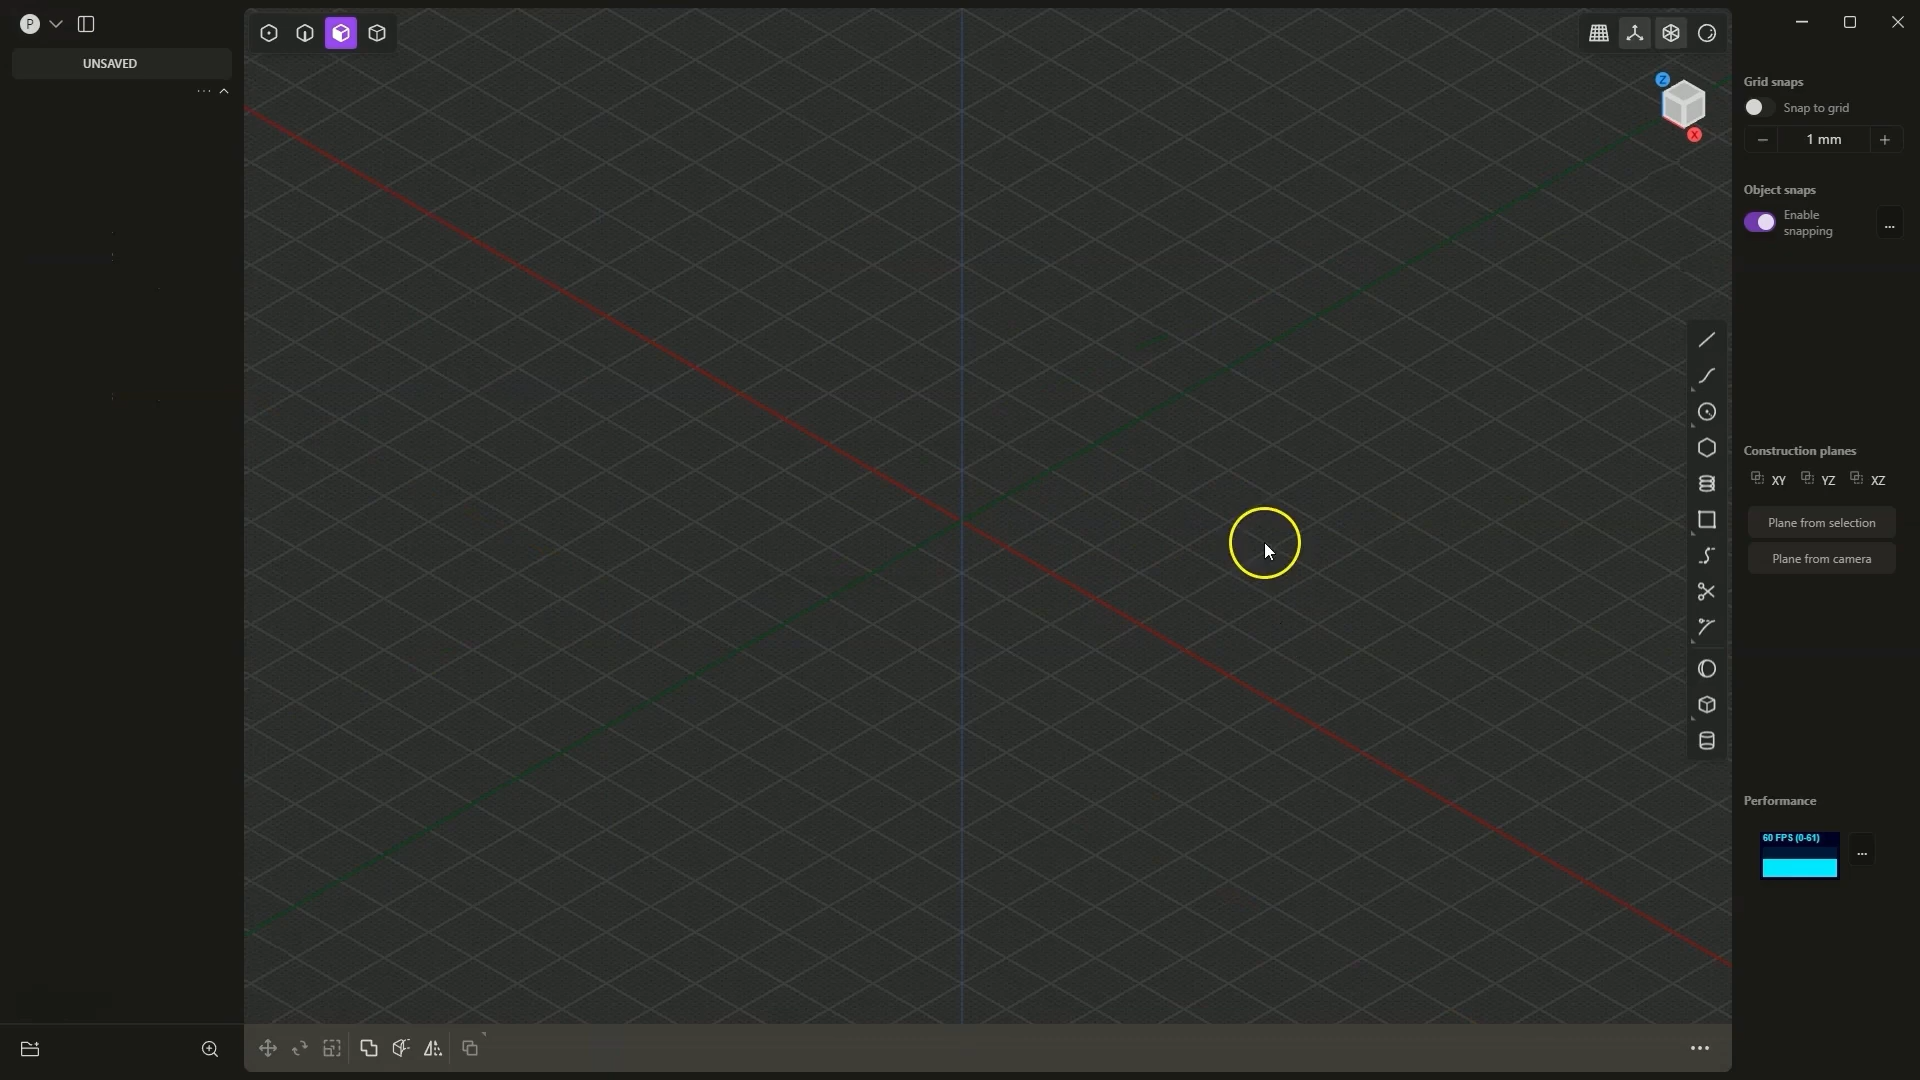 P
UNSAVED
Z
X
Grid snaps
Snap to grid
1 mm
Object snaps
Enable
snapping
...
Construction planes
XY YZ XZ
Plane from selection
Plane from camera
Performance
60 FPS (0-61)
...